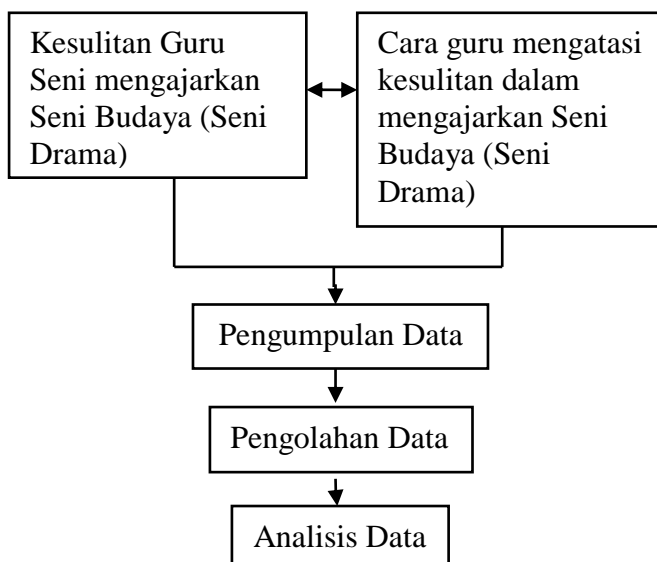 Kesulitan Guru
Seni mengajarkan
Seni Budaya (Seni
Drama)
Cara guru mengatasi
kesulitan dalam
mengajarkan Seni
Budaya (Seni
Drama)
Pengumpulan Data
Pengolahan Data
Analisis Data